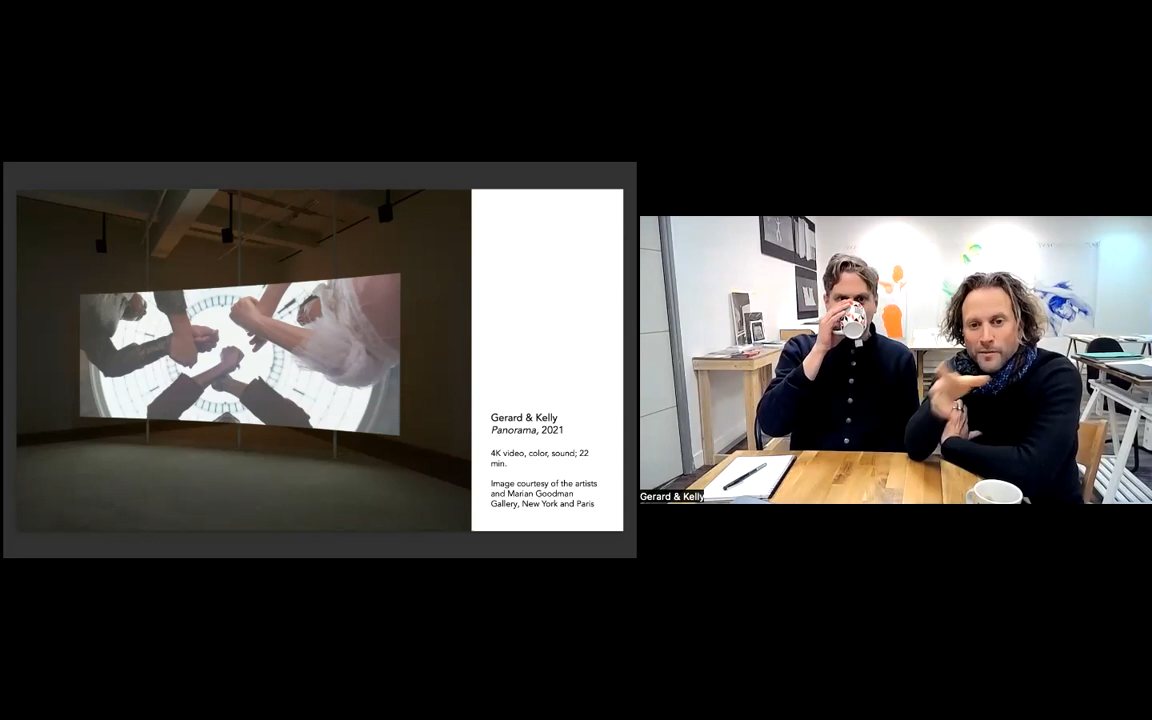 Gerard & Kelly
Panorama, 2021
4K video, color, sound; 22
min.
Image courtesy of the artists
and Marian Goodman
Gallery, New York and Paris
Gerard & Kelly